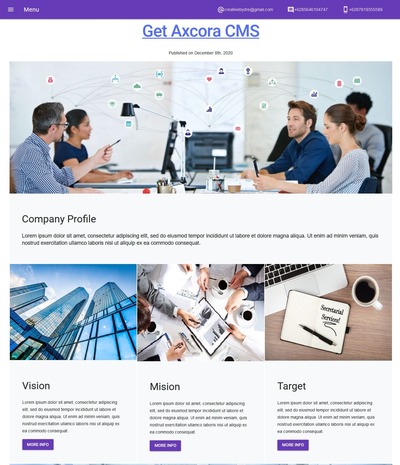 Menu
createwebydre@gmail.com
+6285646104747
+6287919555589
Get Axcora CMS
Published on December 9th, 2020
Company Profile
Lorem ipsum dolor sit amet, consectetur adipiscing elit, sed do eiusmod tempor incididunt ut labore et dolore magna aliqua. Ut enim ad minim veniam, quis
nostrud exercitation ullamco laboris nisi ut aliquip ex ea commodo consequat.
Secretarial
Services!
Vision
Mision
Target
Lorem ipsum dolor sit amet, consectetur
adipiscing elit, sed do eiusmod tempor
incididunt ut labore et dolore magna aliqua.
Ut enim ad minim veniam, quis nostrud
exercitation ullamco laboris nisi ut aliquip ex
ea commodo consequat.
MORE INFO
Lorem ipsum dolor sit amet, consectetur
adipiscing elit, sed do eiusmod tempor
incididunt ut labore et dolore magna aliqua.
Ut enim ad minim veniam, quis nostrud
exercitation ullamco laboris nisi ut aliquip ex
ea commodo consequat.
MORE INFO
Lorem ipsum dolor sit amet, consectetur
adipiscing elit, sed do eiusmod tempor
incididunt ut labore et dolore magna aliqua.
Ut enim ad minim veniam, quis nostrud
exercitation ullamco laboris nisi ut aliquip ex
ea commodo consequat.
MORE INFO